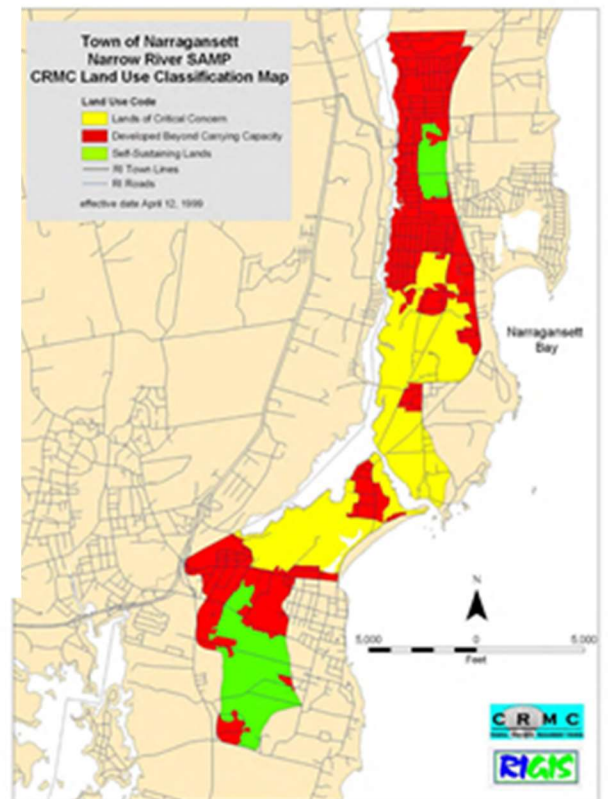 Town of Narragansett
Narrow River SAMP
CRMC Land Use Classification Map
Land Use Code
Lands of Critical Concern
Developed Beyond Carrying Capacity
Self-Sustaining Lands
RI Town Lines
RI Roads
effective date April 12, 1999
Narragansett
Bay
N
5,000 0 5,000
Feet
CRMC
RIGIS